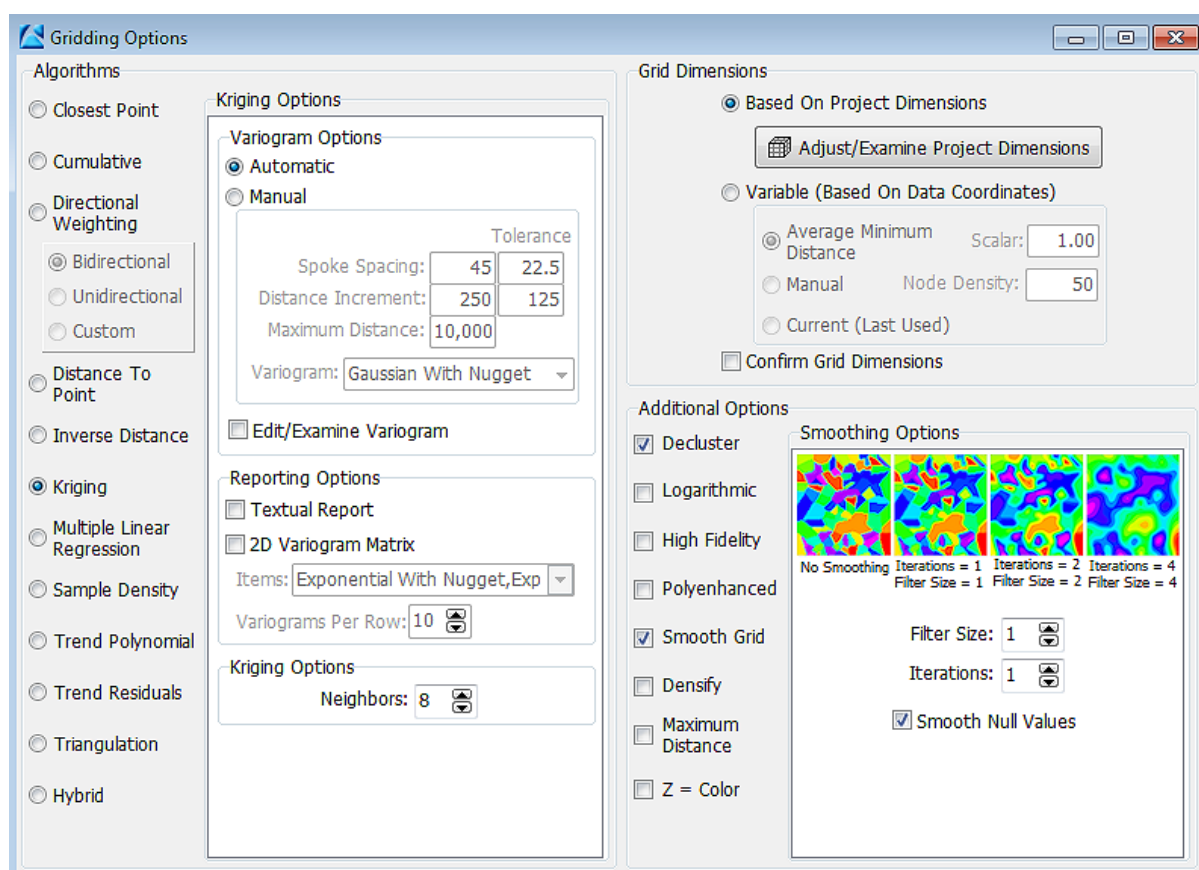 Gridding Options
Algorithms
Closest Point
Cumulative
Directional
Weighting
Bidirectional
Unidirectional
Custom
Distance To
Point
Inverse Distance
Kriging
Multiple Linear
Regression
Sample Density
Trend Polynomial
Trend Residuals
Triangulation
Hybrid
Kriging Options
Variogram Options
Automatic
Manual
Tolerance
Spoke Spacing: 45 22.5
Distance Increment: 250 125
Maximum Distance: 10,000
Variogram: Gaussian With Nugget
Edit/Examine Variogram
Reporting Options
Textual Report
2D Variogram Matrix
Items: Exponential With Nugget,Exp
Variograms Per Row: 10
Kriging Options
Neighbors: 8
Grid Dimensions
Based On Project Dimensions
Adjust/Examine Project Dimensions
Variable (Based On Data Coordinates)
Average Minimum
Distance
Scalar: 1.00
Manual
Node Density: 50
Current (Last Used)
Confirm Grid Dimensions
Additional Options
Decluster
Logarithmic
High Fidelity
Polyenhanced
Smooth Grid
Densify
Maximum
Distance
Z = Color
Smoothing Options
No Smoothing
Iterations = 1
Filter Size = 1
Iterations = 2
Filter Size = 2
Iterations = 4
Filter Size = 4
Filter Size: 1
Iterations: 1
Smooth Null Values